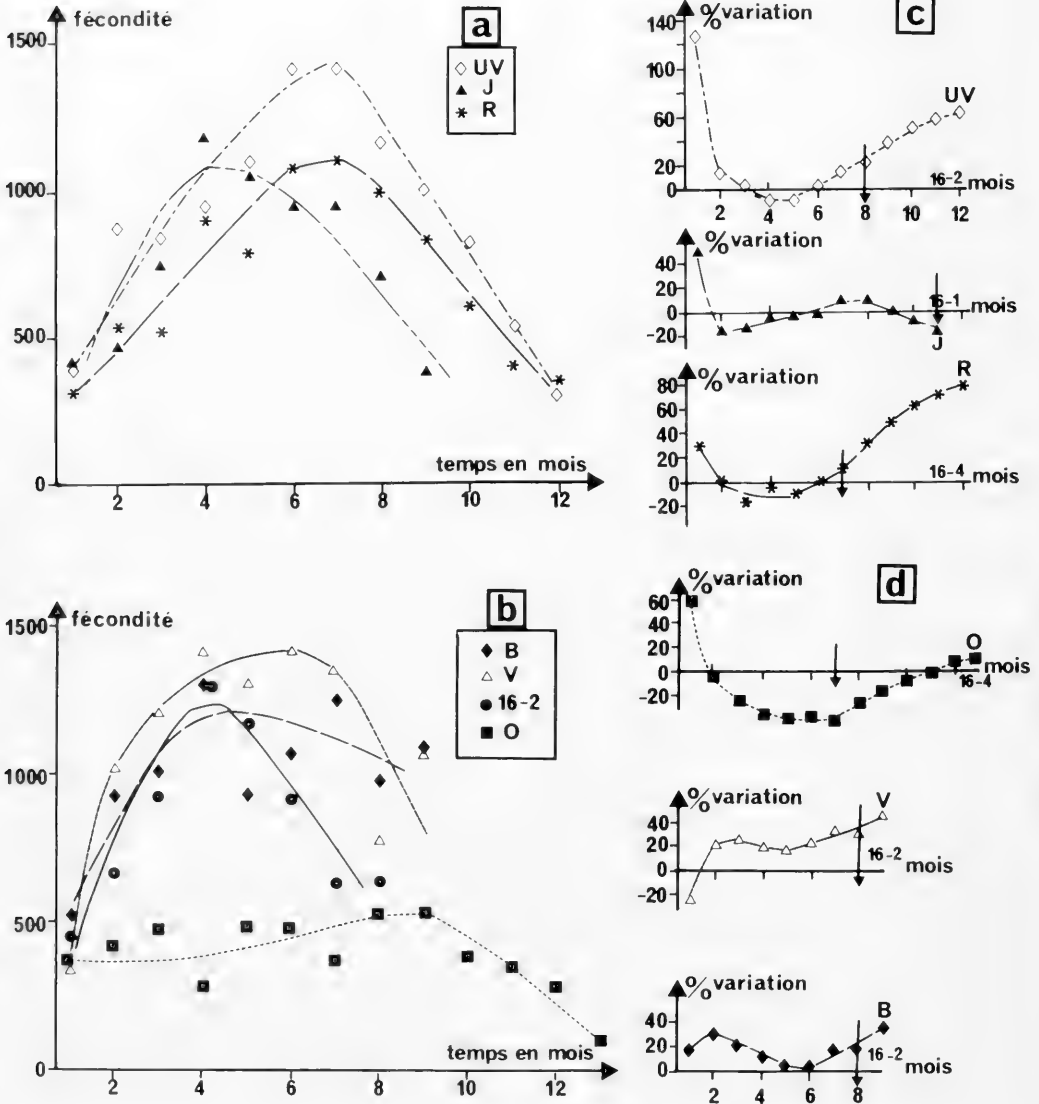 fécondité
a
1500
1000
500
0
UV
J
R
temps en mois
2 4 6 8 10 12
c
% variation
140
100
60
20
0
UV
16-2 mois
2 4 6 8 10 12
% variation
40
20
0
-20
16-1 mois
J
% variation
80
60
40
20
0
-20
R
16-4 mois
b
fécondité
1500
1000
500
0
B
V
16-2
O
temps en mois
2 4 6 8 10 12
d
% variation
60
40
20
0
-20
O
mois
16-4
% variation
40
20
0
-20
V
16-2
mois
% variation
40
20
0
B
16-2
mois
2 4 6 8